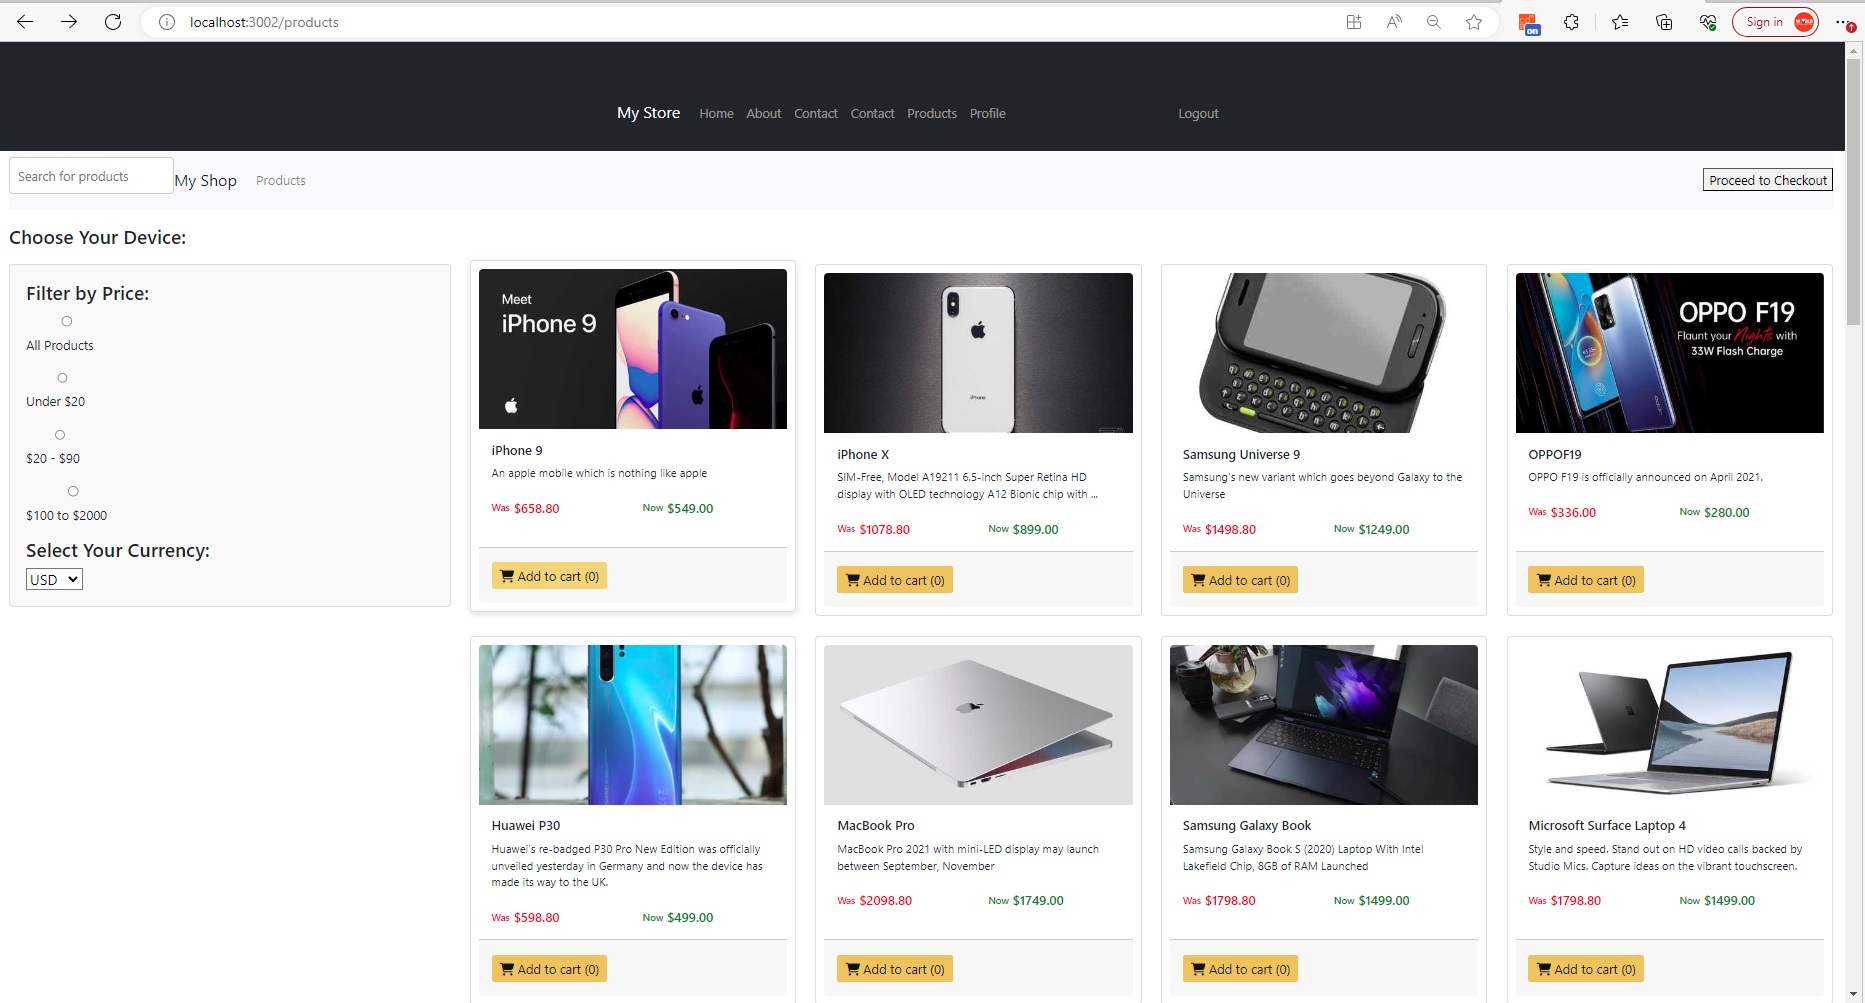 localhost:3002/products
on
Sign in
My Store Home About Contact Contact Products Profile Logout
Search for products
My Shop Products
Proceed to Checkout
Choose Your Device:
Filter by Price:
All Products
Under $20
$20 - $90
$100 to $2000
Select Your Currency:
USD
Meet
iPhone 9
iPhone 9
An apple mobile which is nothing like apple
Was $658.80 Now $549.00
Add to cart (0)
iPhone
iPhone X
SIM-Free, Model A19211 6.5-inch Super Retina HD
display with OLED technology A12 Bionic chip with ...
Was $1078.80 Now $899.00
Add to cart (0)
Samsung Universe 9
Samsung's new variant which goes beyond Galaxy to the
Universe
Was $1498.80 Now $1249.00
Add to cart (0)
OPPO F19
Flaunt your Nights with
33W Flash Charge
OPPOF19
OPPO F19 is officially announced on April 2021.
Was $336.00 Now $280.00
Add to cart (0)
Huawei P30
Huawei's re-badged P30 Pro New Edition was officially
unveiled yesterday in Germany and now the device has
made its way to the UK.
Was $598.80 Now $499.00
Add to cart (0)
MacBook Pro
MacBook Pro 2021 with mini-LED display may launch
between September, November
Was $2098.80 Now $1749.00
Add to cart (0)
Samsung Galaxy Book
Samsung Galaxy Book S (2020) Laptop With Intel
Lakefield Chip, 8GB of RAM Launched
Was $1798.80 Now $1499.00
Add to cart (0)
Microsoft Surface Laptop 4
Style and speed. Stand out on HD video calls backed by
Studio Mics. Capture ideas on the vibrant touchscreen.
Was $1798.80 Now $1499.00
Add to cart (0)